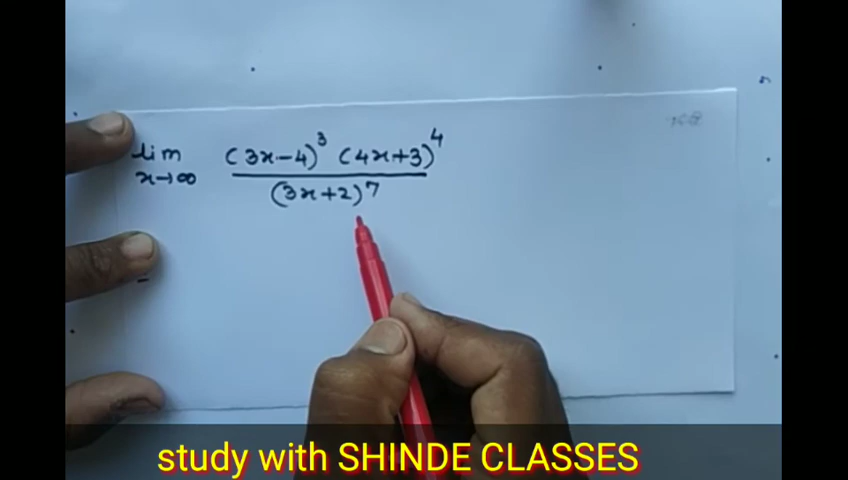 lim (3x-4)³ (4x+3)⁴
x→∞ (3x+2)⁷
study with SHINDE CLASSES